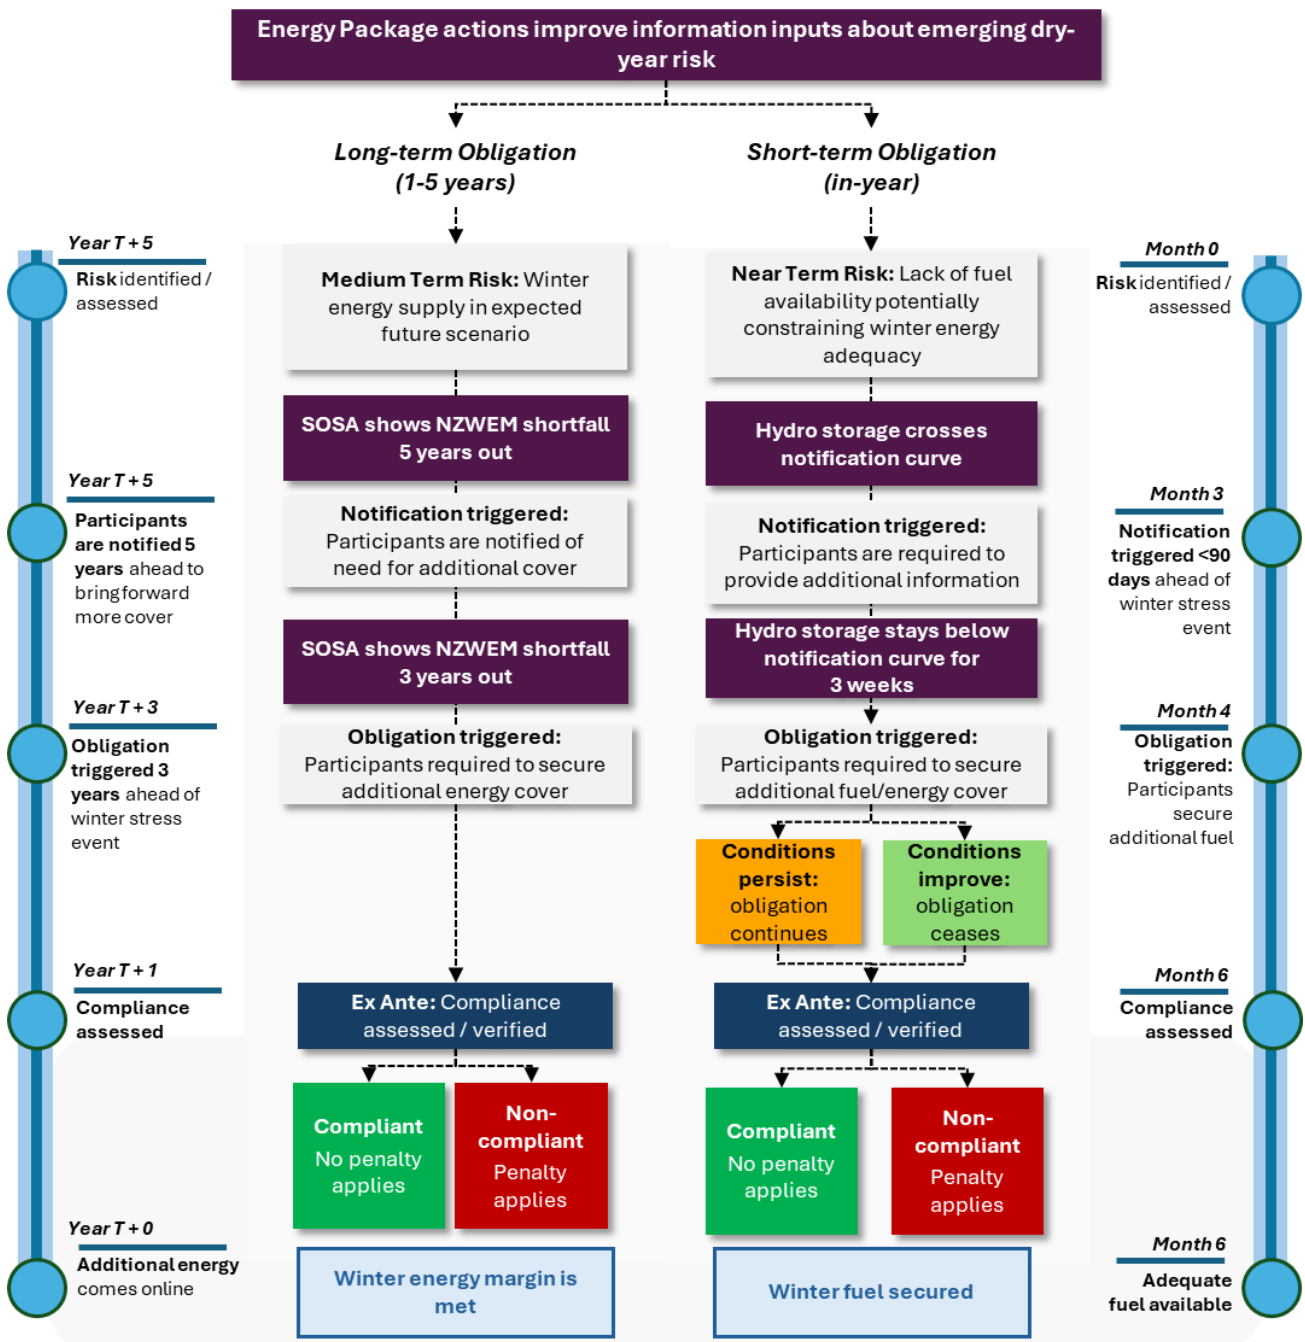 Energy Package actions improve information inputs about emerging dry-
year risk
Long-term Obligation
(1-5 years)
Short-term Obligation
(in-year)
Year T + 5
Risk identified /
assessed
Medium Term Risk: Winter
energy supply in expected
future scenario
Near Term Risk: Lack of fuel
availability potentially
constraining winter energy
adequacy
Month 0
Risk identified /
assessed
SOSA shows NZWEM shortfall
5 years out
Hydro storage crosses
notification curve
Year T + 5
Participants
are notified 5
years ahead to
bring forward
more cover
Notification triggered:
Participants are notified of
need for additional cover
Notification triggered:
Participants are required to
provide additional information
Month 3
Notification
triggered <90
days ahead of
winter stress
event
SOSA shows NZWEM shortfall
3 years out
Hydro storage stays below
notification curve for
3 weeks
Year T + 3
Obligation
triggered 3
years ahead of
winter stress
event
Obligation triggered:
Participants required to secure
additional energy cover
Obligation triggered:
Participants required to secure
additional fuel/energy cover
Month 4
Obligation
triggered:
Participants
secure
additional fuel
Conditions
persist:
obligation
continues
Conditions
improve:
obligation
ceases
Year T + 1
Compliance
assessed
Ex Ante: Compliance
assessed / verified
Ex Ante: Compliance
assessed / verified
Month 6
Compliance
assessed
Compliant
No penalty
applies
Non-
compliant
Penalty
applies
Compliant
No penalty
applies
Non-
compliant
Penalty
applies
Year T + 0
Additional energy
comes online
Winter energy margin is
met
Winter fuel secured
Month 6
Adequate
fuel available